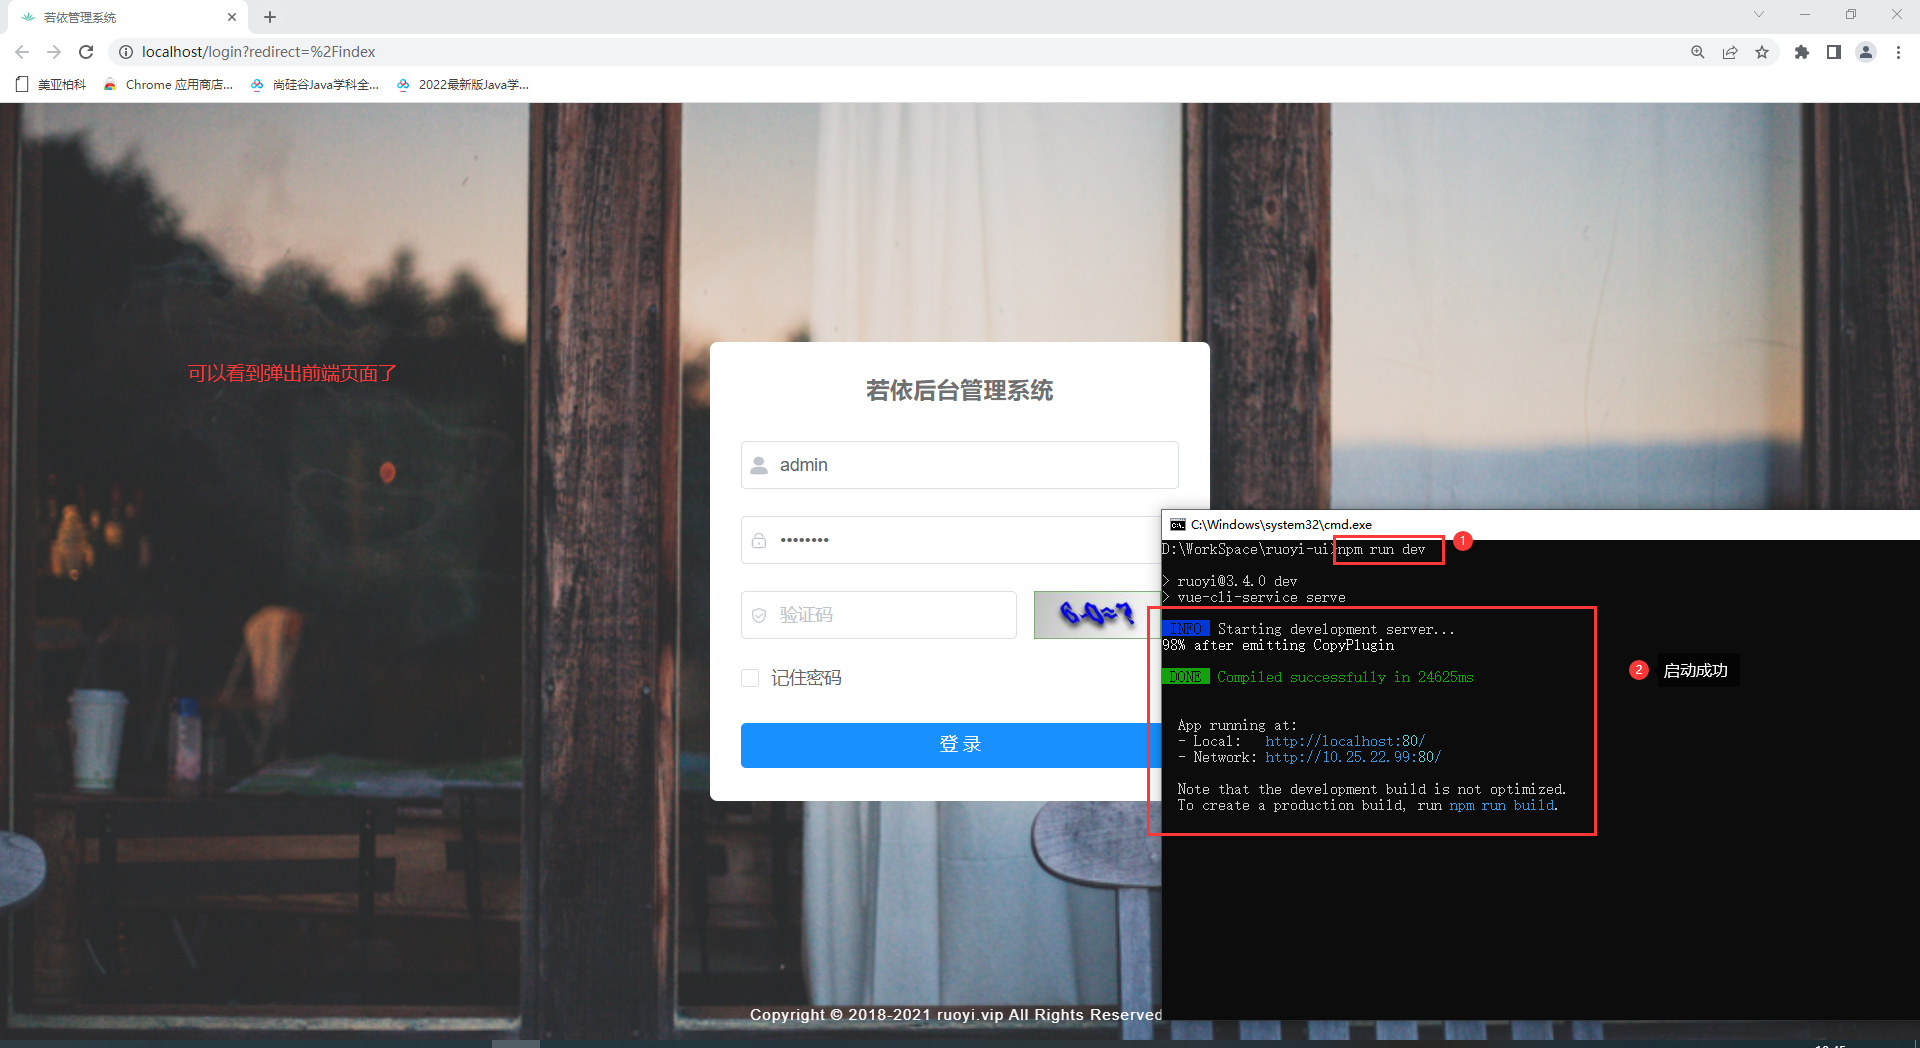 若依管理系统
localhost/login?redirect=%2Findex
美亚柏科
Chrome 应用商店...
尚硅谷Java学科全...
2022最新版Java学...
可以看到弹出前端页面了
若依后台管理系统
admin
••••••••
验证码
6-0=?
记住密码
登 录
Copyright © 2018-2021 ruoyi.vip All Rights Reserved
C:\Windows\system32\cmd.exe
D:\WorkSpace\ruoyi-ui>npm run dev
1
> ruoyi@3.4.0 dev
> vue-cli-service serve
INFO Starting development server...
98% after emitting CopyPlugin
DONE Compiled successfully in 24625ms
2 启动成功
App running at:
- Local: http://localhost:80/
- Network: http://10.25.22.99:80/
Note that the development build is not optimized.
To create a production build, run npm run build.